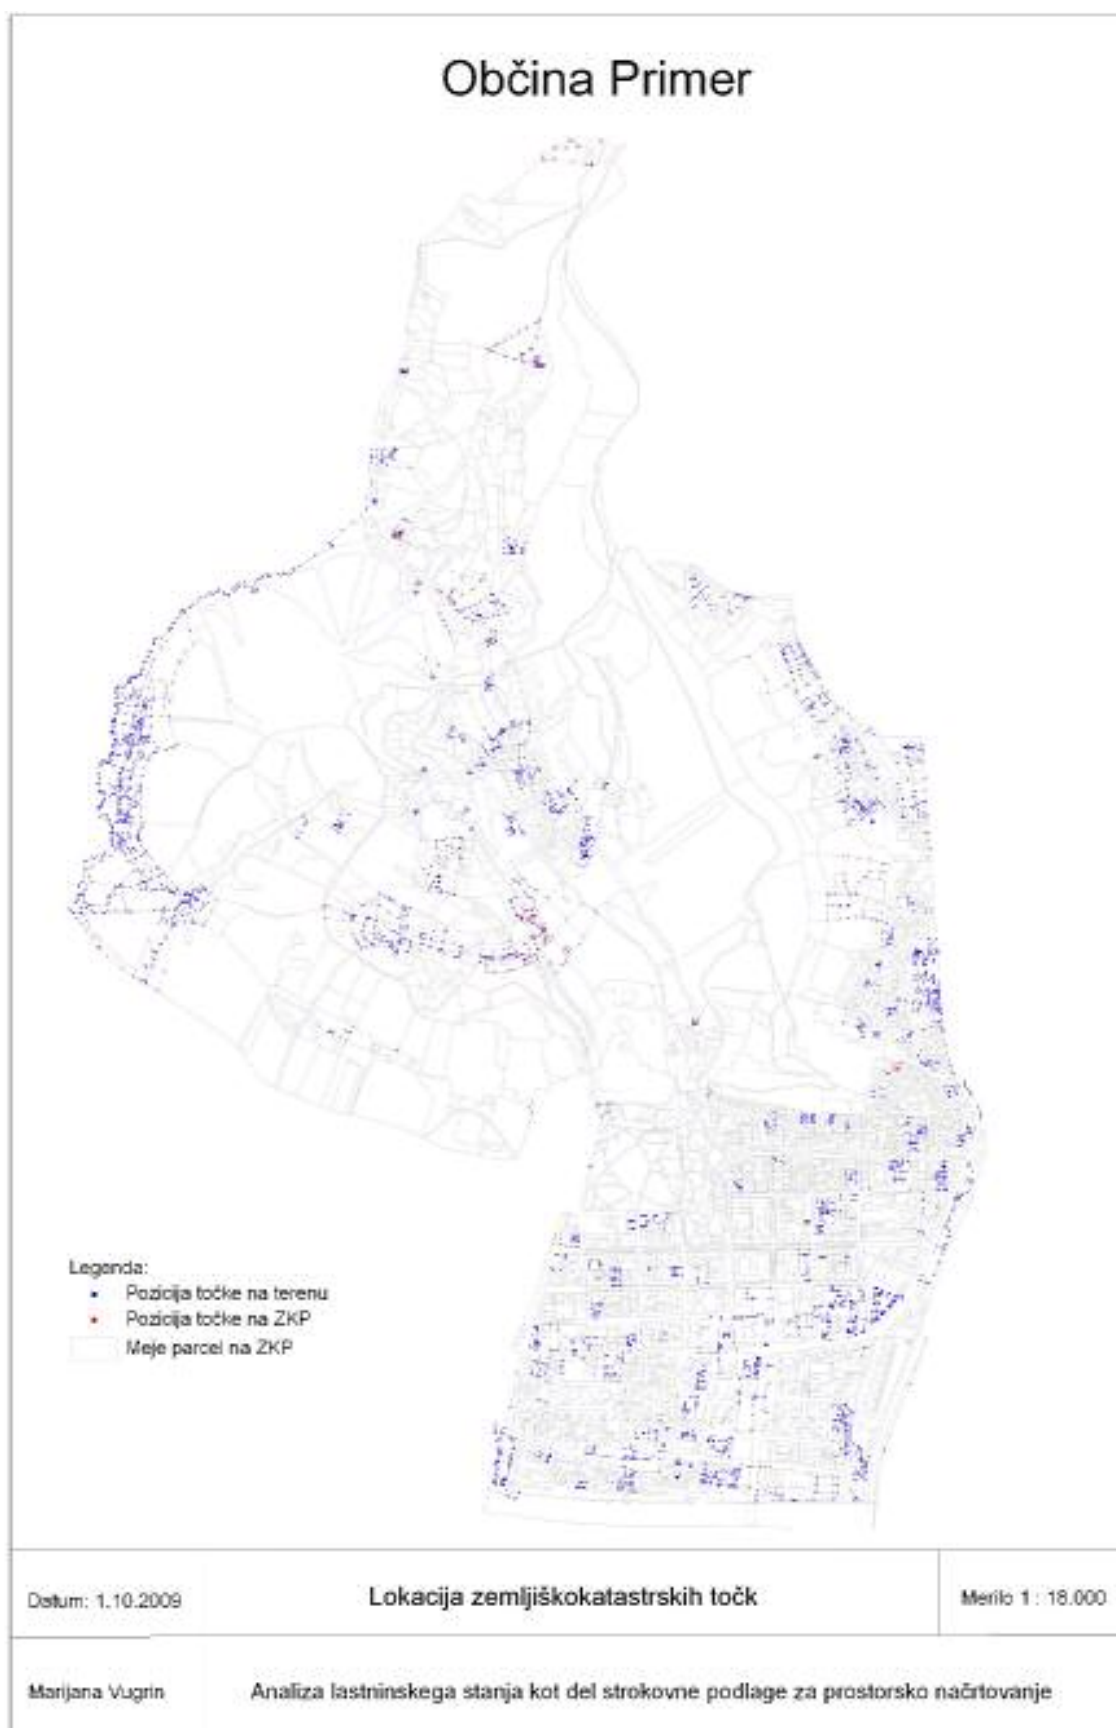 Občina Primer
Legenda:
Pozicija točke na terenu
Pozicija točke na ZKP
Meje parcel na ZKP
Datum: 1.10.2009
Lokacija zemljiškokatastrskih točk
Merilo 1 : 18.000
Marijana Vugrin
Analiza lastninskega stanja kot del strokovne podlage za prostorsko načrtovanje